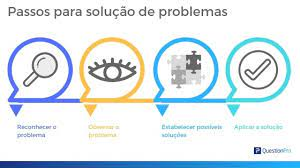 Passos para solução de problemas
Reconhecer o
problema
Observar o
problema
Estabelecer possíveis
soluções
Aplicar a solução
QuestionPro